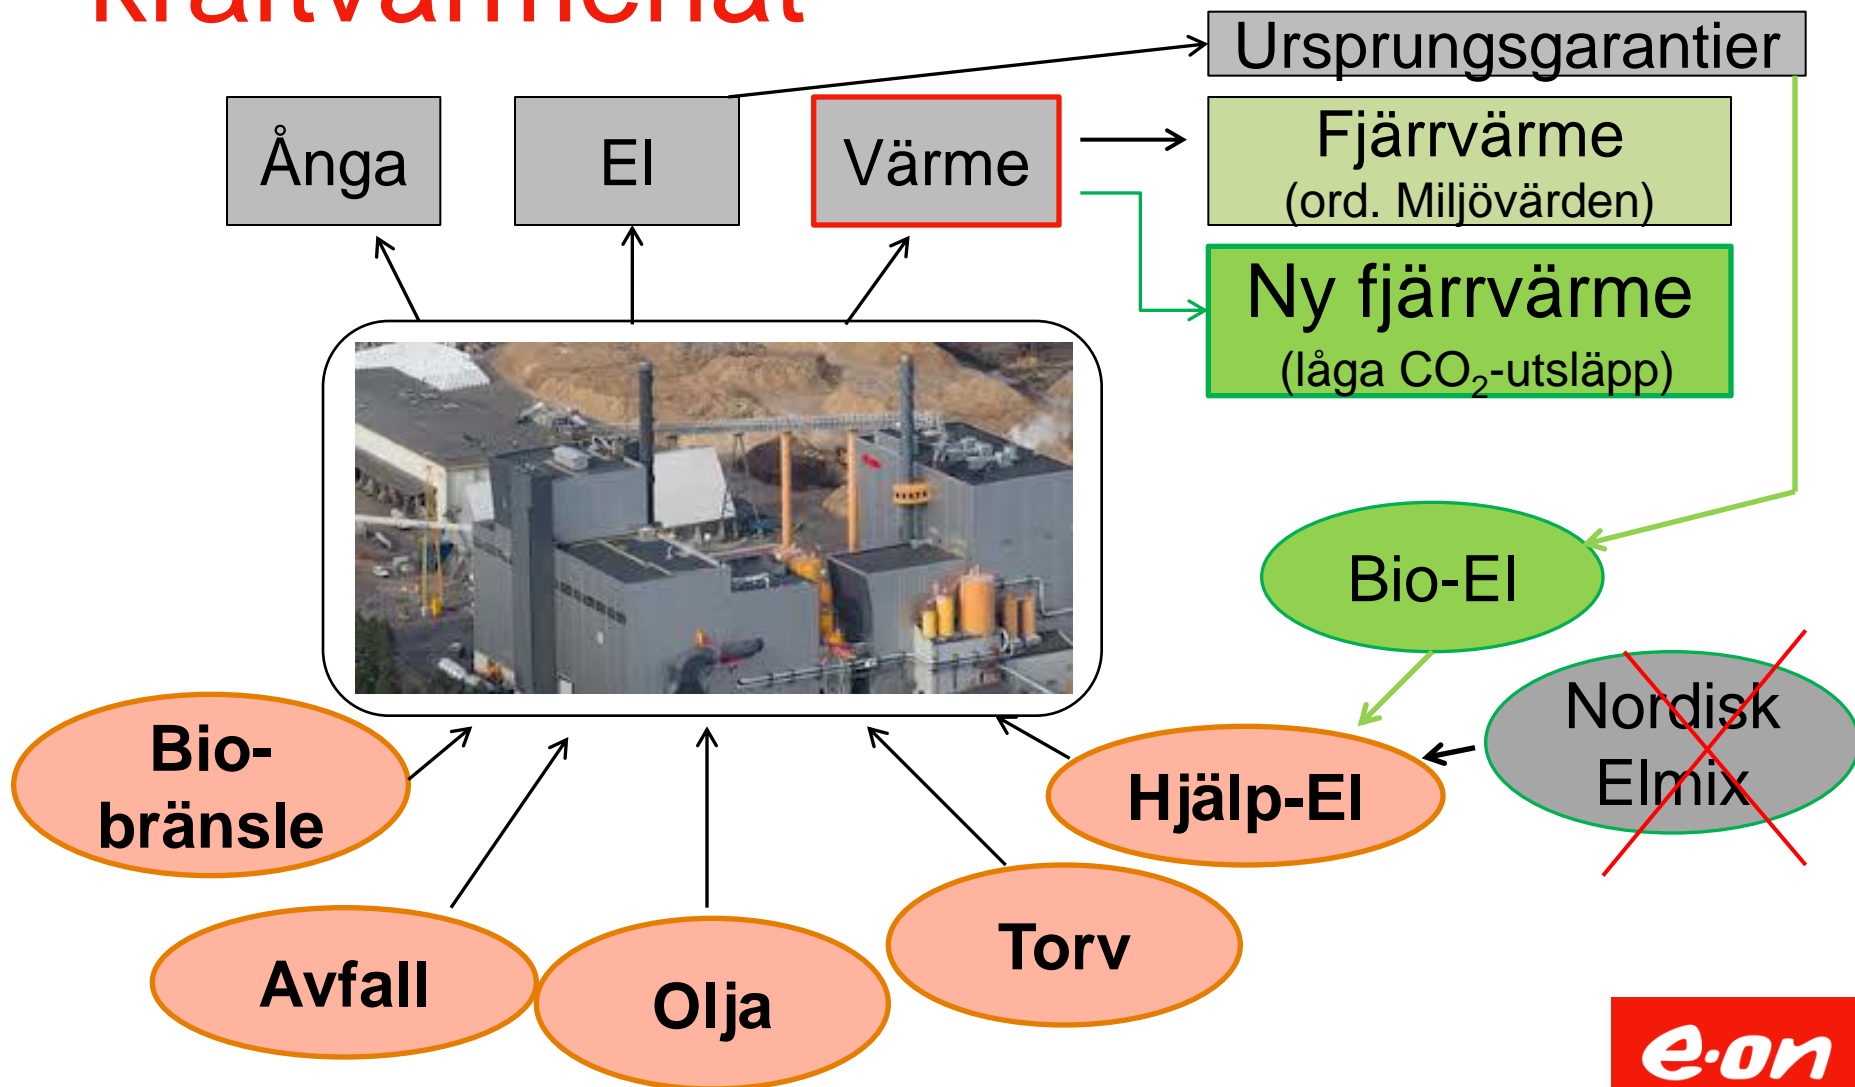 kraftvärmenät
Ursprungsgarantier
Ånga
El
Värme
Fjärrvärme
(ord. Miljövärden)
Ny fjärrvärme
(låga CO₂-utsläpp)
Bio-El
Nordisk
Elmix
Bio-
bränsle
Hjälp-El
Avfall
Olja
Torv
e·on